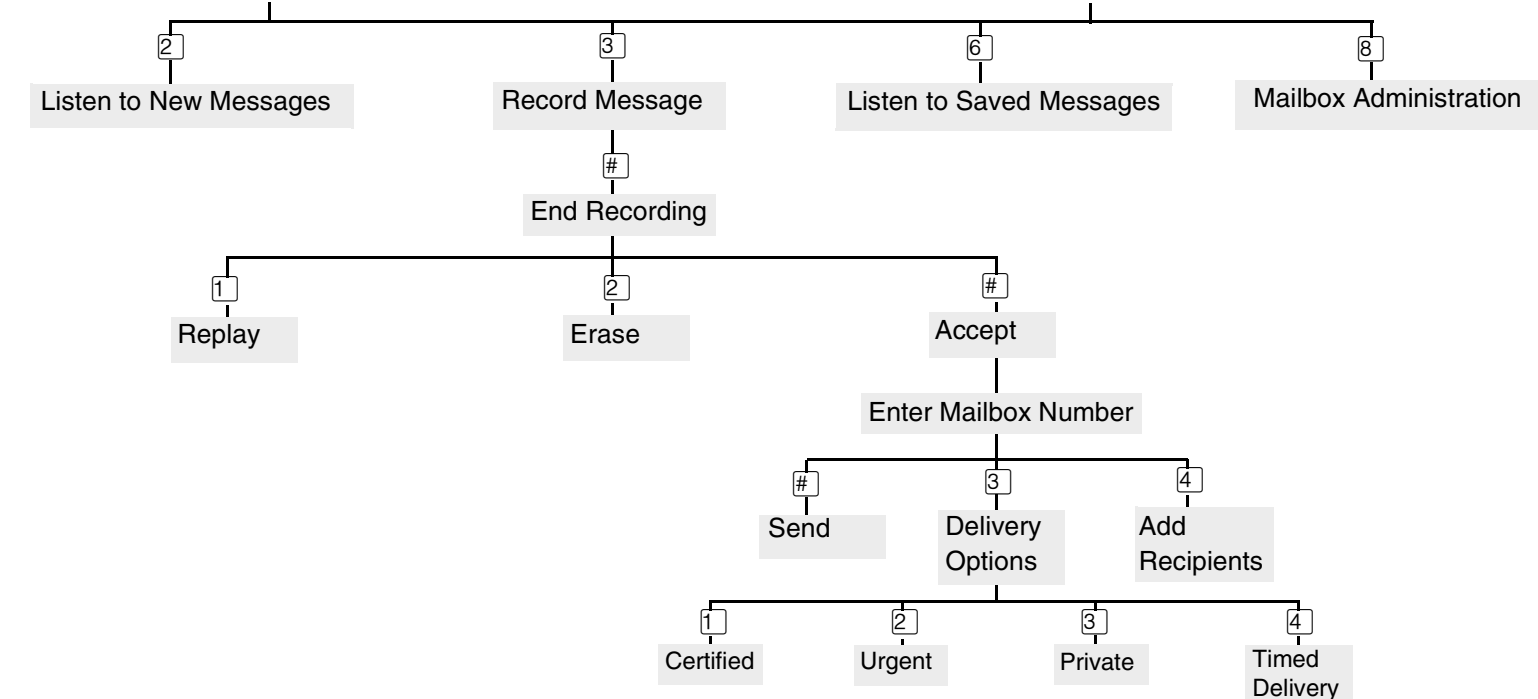 2 3 6 8
Listen to New Messages Record Message Listen to Saved Messages Mailbox Administration
#
End Recording
1 2 #
Replay Erase Accept
Enter Mailbox Number
# 3 4
Send Delivery Options Add Recipients
1 2 3 4
Certified Urgent Private Timed Delivery